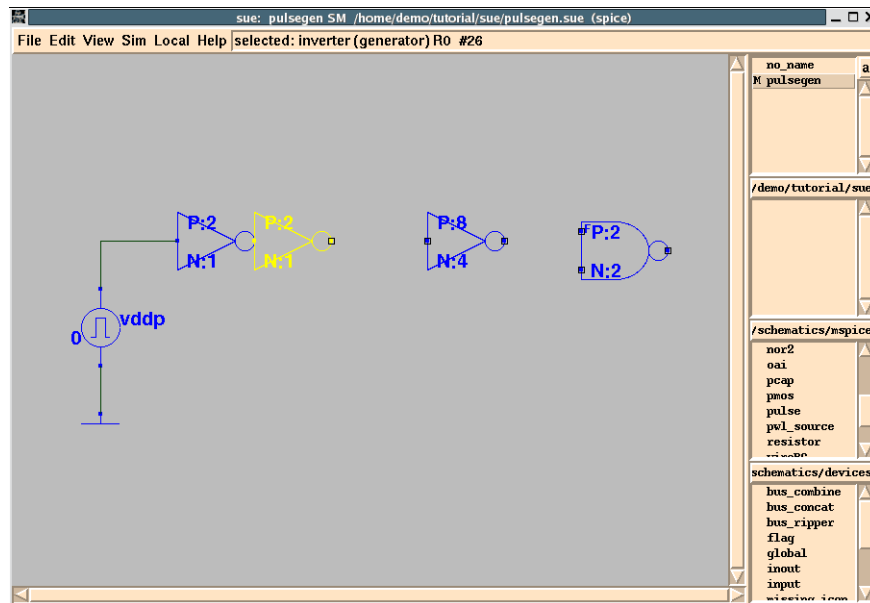 sue: pulsegen SM /home/demo/tutorial/sue/pulsegen.sue (spice)
File Edit View Sim Local Help selected: inverter (generator) R0 #26
no_name
a
M pulsegen
/demo/tutorial/sue
/schematics/mspice
nor2
oai
pcap
pmos
pulse
pwl_source
resistor
schematics/devices
bus_combine
bus_concat
bus_ripper
flag
global
inout
input
missing_icon
P:2
N:1
P:2
N:1
P:8
N:4
P:2
N:2
vddp
0